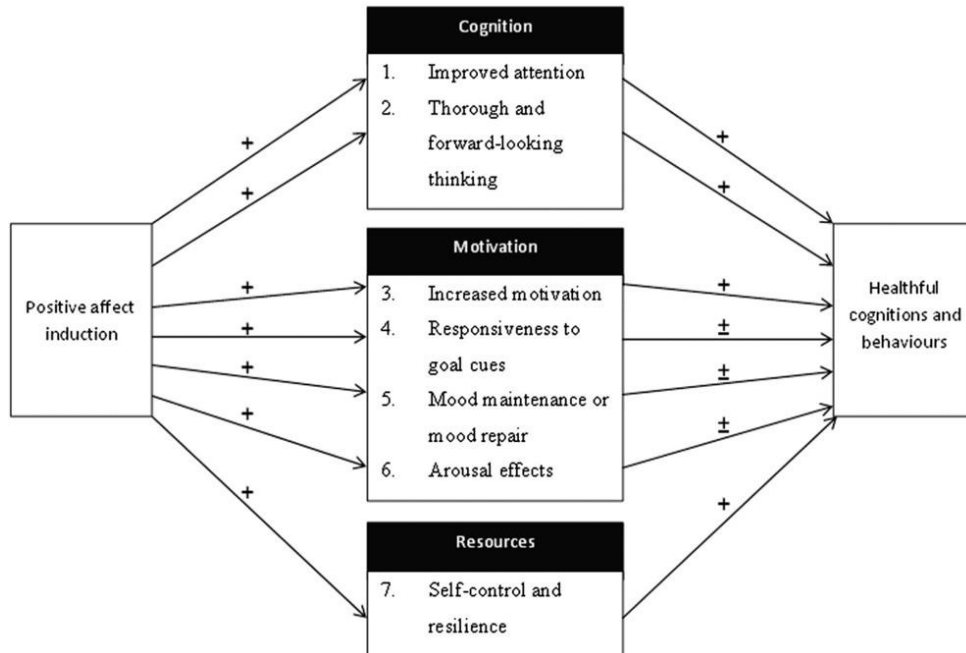 Cognition
1. Improved attention
2. Thorough and
forward-looking
thinking
+
+
+
+
Positive affect
induction
Motivation
3. Increased motivation
4. Responsiveness to
goal cues
5. Mood maintenance or
mood repair
6. Arousal effects
+
+
+
+
+
±
±
±
Healthful
cognitions and
behaviours
Resources
7. Self-control and
resilience
+
+